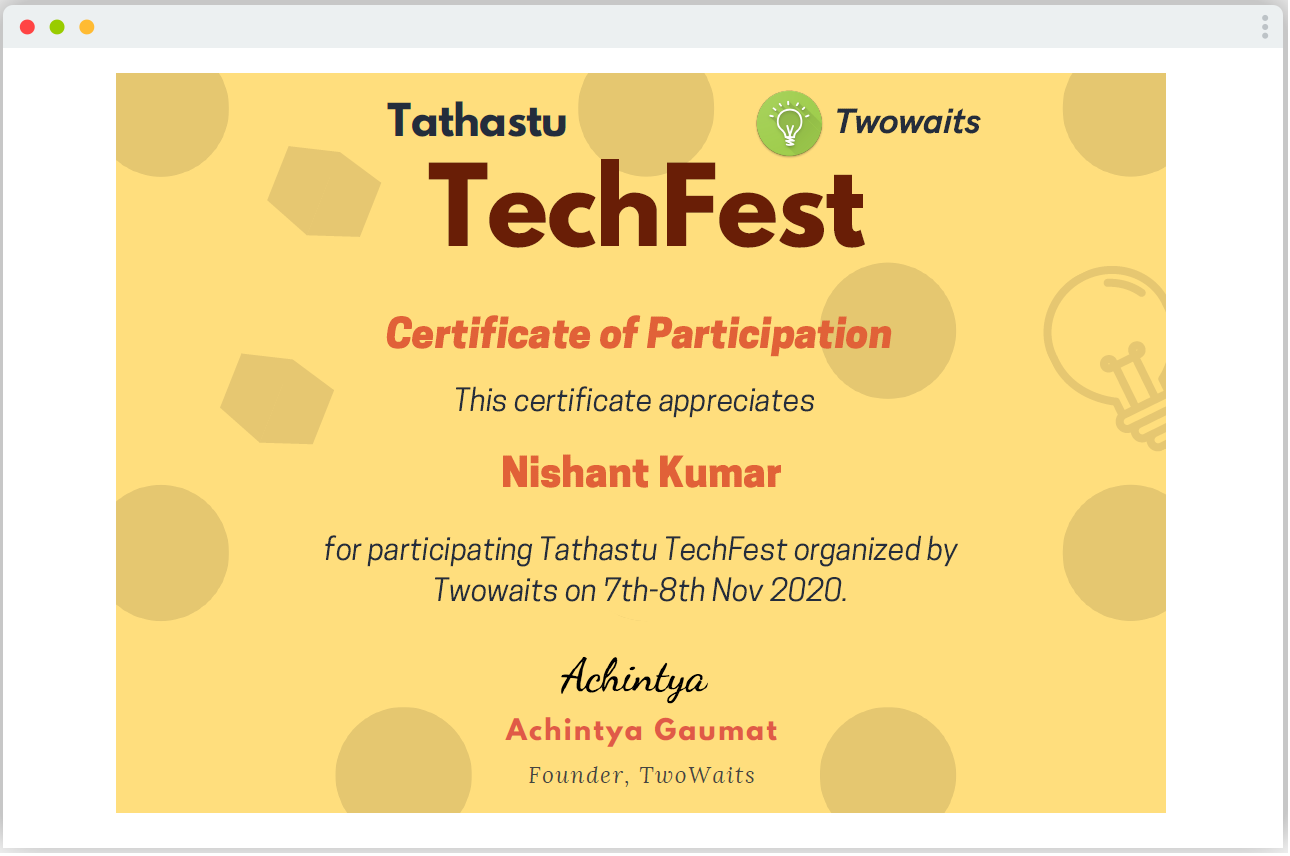 Tathastu
Twowaits
TechFest
Certificate of Participation
This certificate appreciates
Nishant Kumar
for participating Tathastu TechFest organized by
Twowaits on 7th-8th Nov 2020.
Achintya
Achintya Gaumat
Founder, TwoWaits